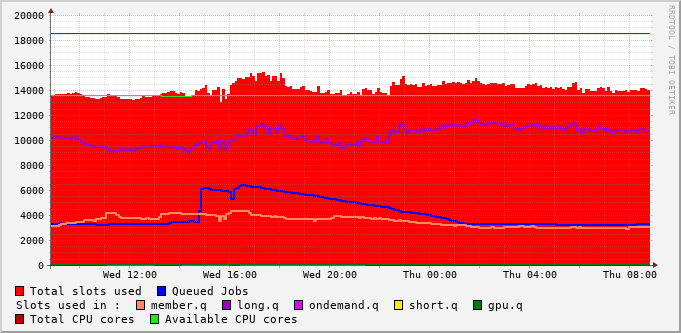 20000
18000
16000
14000
12000
10000
8000
6000
4000
2000
0
Wed 12:00 Wed 16:00 Wed 20:00 Thu 00:00 Thu 04:00 Thu 08:00
Total slots used Queued Jobs
Slots used in : member.q long.q ondemand.q short.q gpu.q
Total CPU cores Available CPU cores
RRDTOOL / TOBI OETIKER